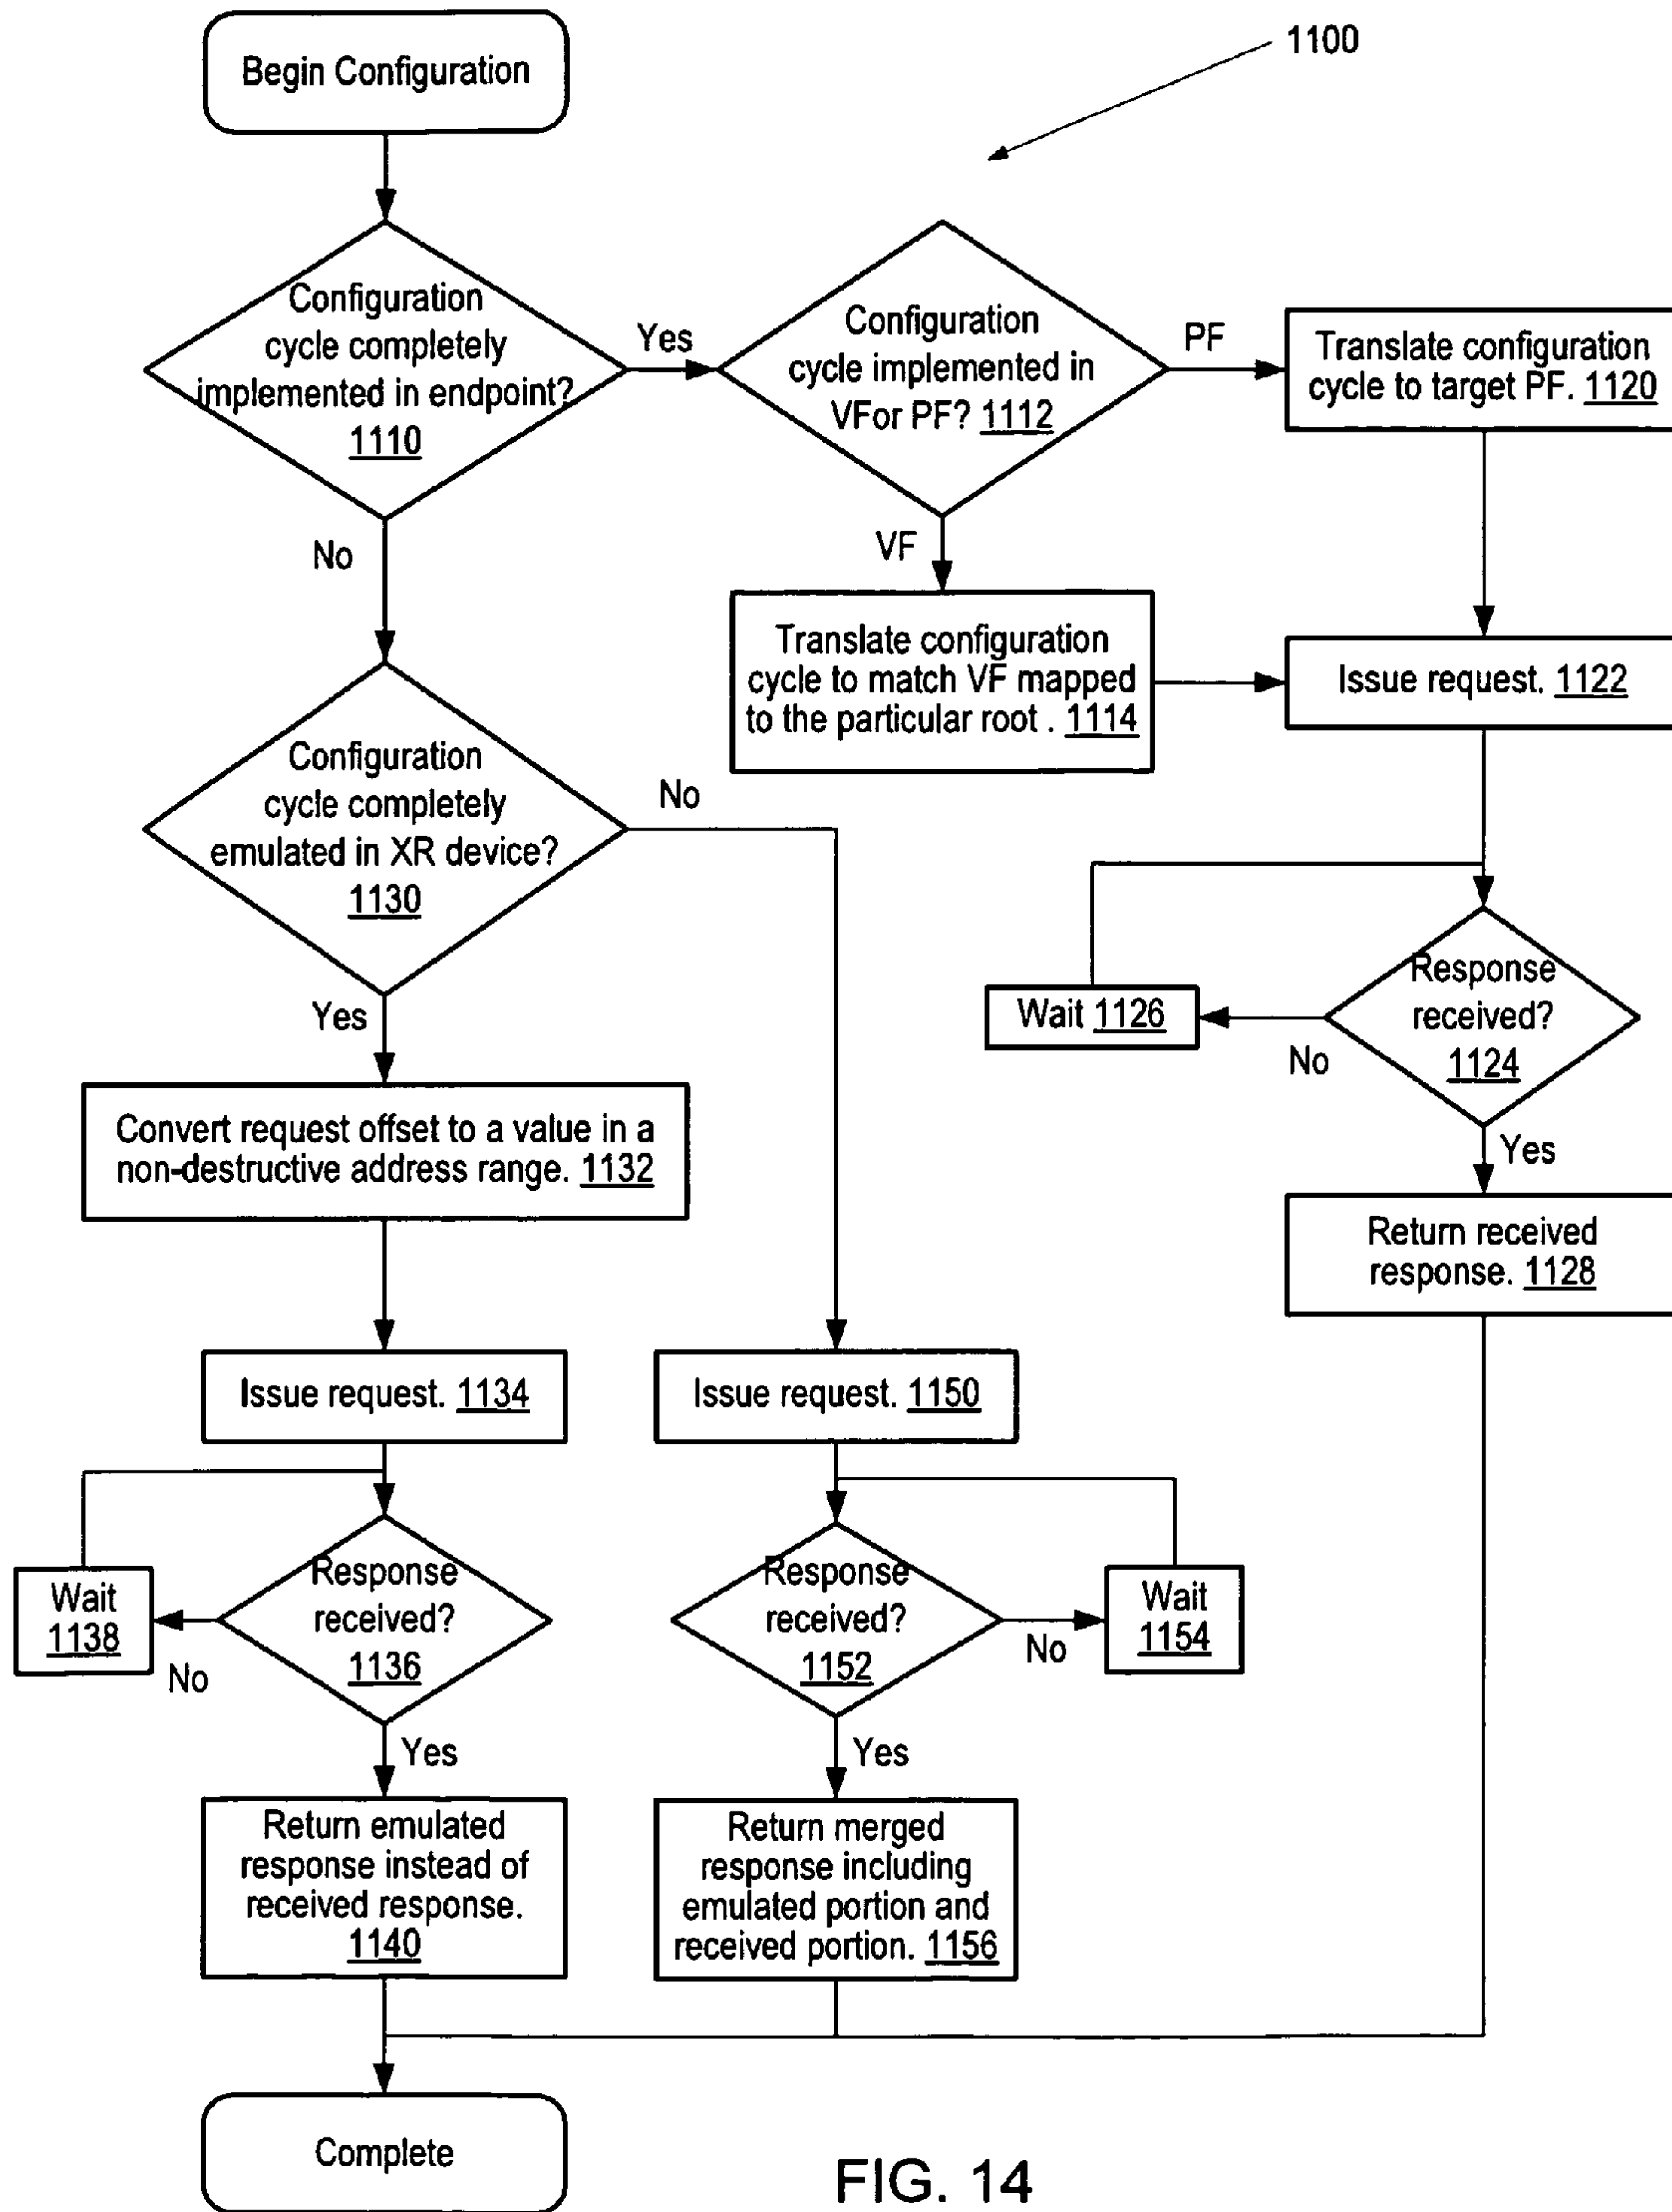 Begin Configuration
1100
Configuration
cycle completely
implemented in endpoint?
1110
Yes
No
Configuration
cycle implemented in
VFor PF? 1112
PF
VF
Translate configuration
cycle to target PF. 1120
Translate configuration
cycle to match VF mapped
to the particular root . 1114
Issue request. 1122
Configuration
cycle completely
emulated in XR device?
1130
No
Yes
Response
received?
1124
No
Wait 1126
Yes
Return received
response. 1128
Convert request offset to a value in a
non-destructive address range. 1132
Issue request. 1134
Issue request. 1150
Response
received?
1136
No
Wait
1138
Yes
Response
received?
1152
No
Wait
1154
Yes
Return emulated
response instead of
received response.
1140
Return merged
response including
emulated portion and
received portion. 1156
Complete
FIG. 14